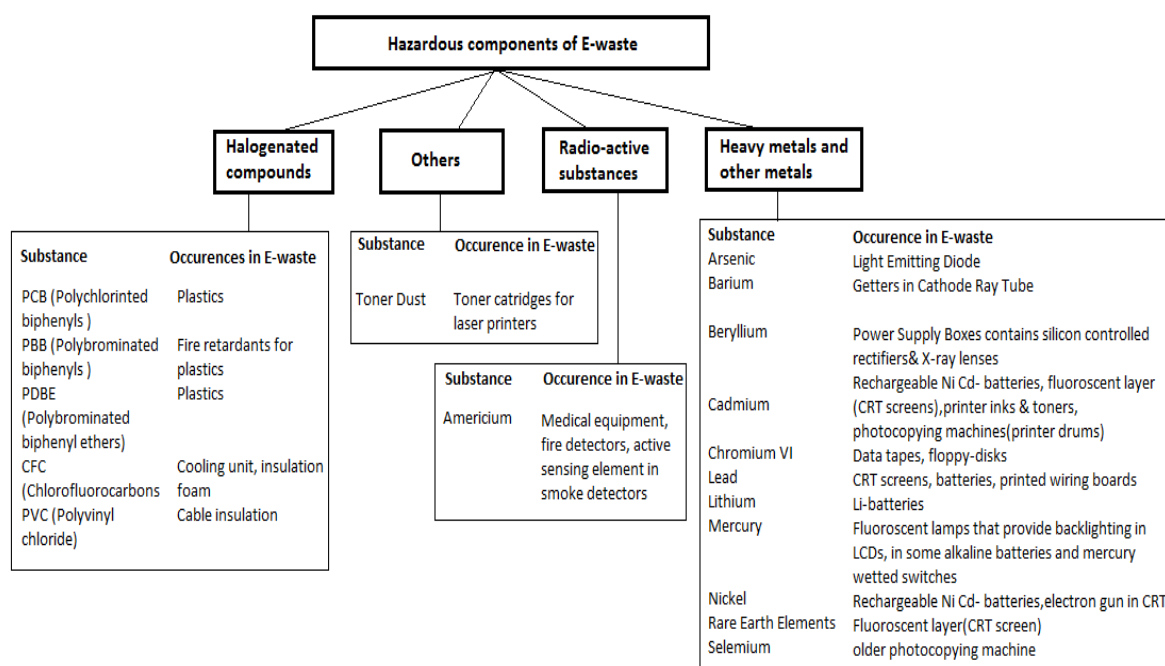 Hazardous components of E-waste
Halogenated
compounds
Others
Radio-active
substances
Heavy metals and
other metals
Substance Occurences in E-waste
PCB ( Polychlorinted Plastics
biphenyls )
PBB (Polybrominated Fire retardants for
biphenyls ) plastics
PDBE Plastics
(Polybrominated
biphenyl ethers)
CFC Cooling unit, insulation
(Chlorofluorocarbons foam
PVC (Polyvinyl Cable insulation
chloride)
Substance Occurence in E-waste
Toner Dust Toner catridges for
laser printers
Substance Occurence in E-waste
Americium Medical equipment,
fire detectors, active
sensing element in
smoke detectors
Substance Occurence in E-waste
Arsenic Light Emitting Diode
Barium Getters in Cathode Ray Tube
Beryllium Power Supply Boxes contains silicon controlled
rectifiers& X-ray lenses
Rechargeable Ni Cd- batteries, fluoroscent layer
Cadmium (CRT screens),printer inks & toners,
photocopying machines(printer drums)
Chromium VI Data tapes, floppy-disks
Lead CRT screens, batteries, printed wiring boards
Lithium Li-batteries
Mercury Fluoroscent lamps that provide backlighting in
LCDs, in some alkaline batteries and mercury
wetted switches
Nickel Rechargeable Ni Cd- batteries,electron gun in CRT
Rare Earth Elements Fluoroscent layer(CRT screen)
Selemium older photocopying machine